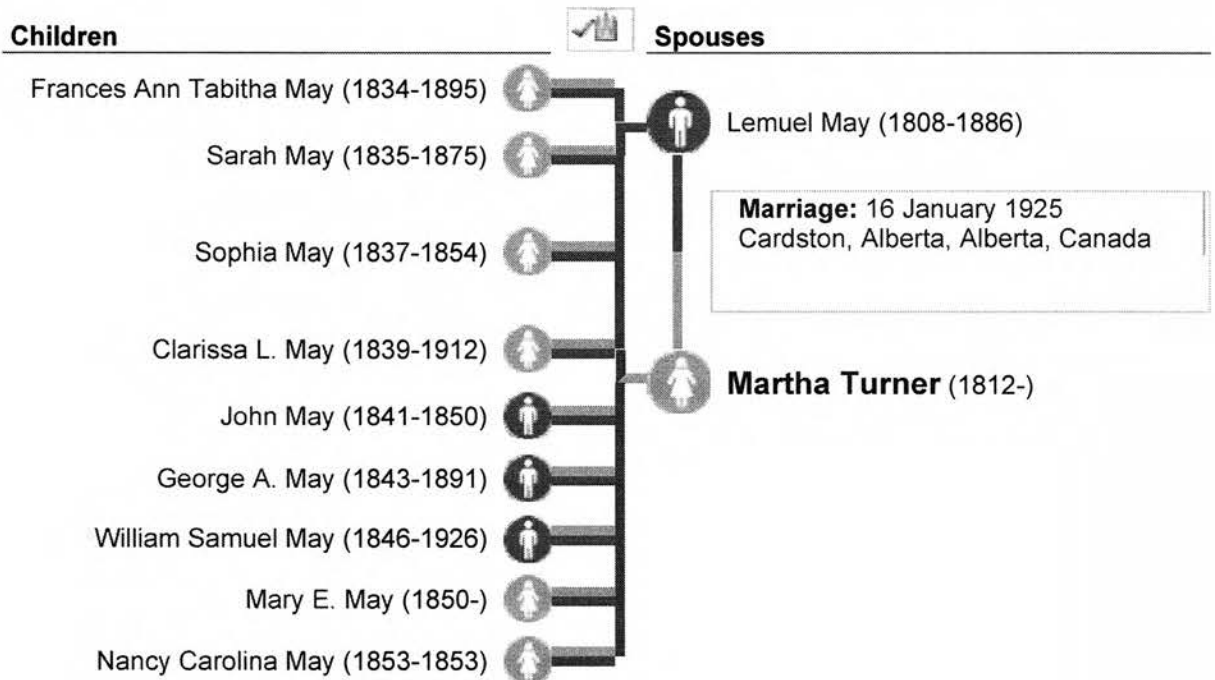 Children
Spouses
Frances Ann Tabitha May (1834-1895)
Lemuel May (1808-1886)
Sarah May (1835-1875)
Marriage: 16 January 1925
Cardston, Alberta, Alberta, Canada
Sophia May (1837-1854)
Clarissa L. May (1839-1912)
Martha Turner (1812-)
John May (1841-1850)
George A. May (1843-1891)
William Samuel May (1846-1926)
Mary E. May (1850-)
Nancy Carolina May (1853-1853)